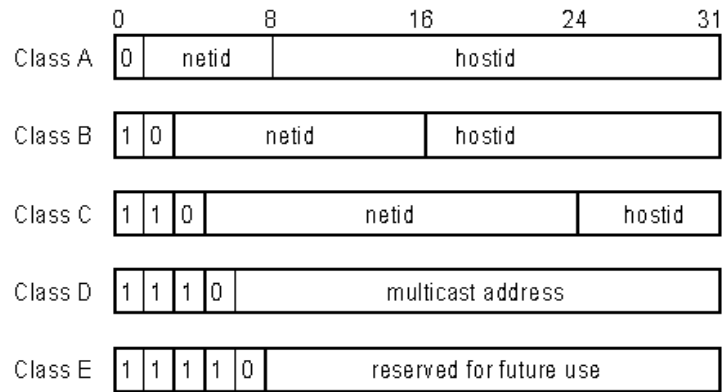 0 8 16 24 31
Class A 0 netid hostid
Class B 1 0 netid hostid
Class C 1 1 0 netid hostid
Class D 1 1 1 0 multicast address
Class E 1 1 1 1 0 reserved for future use